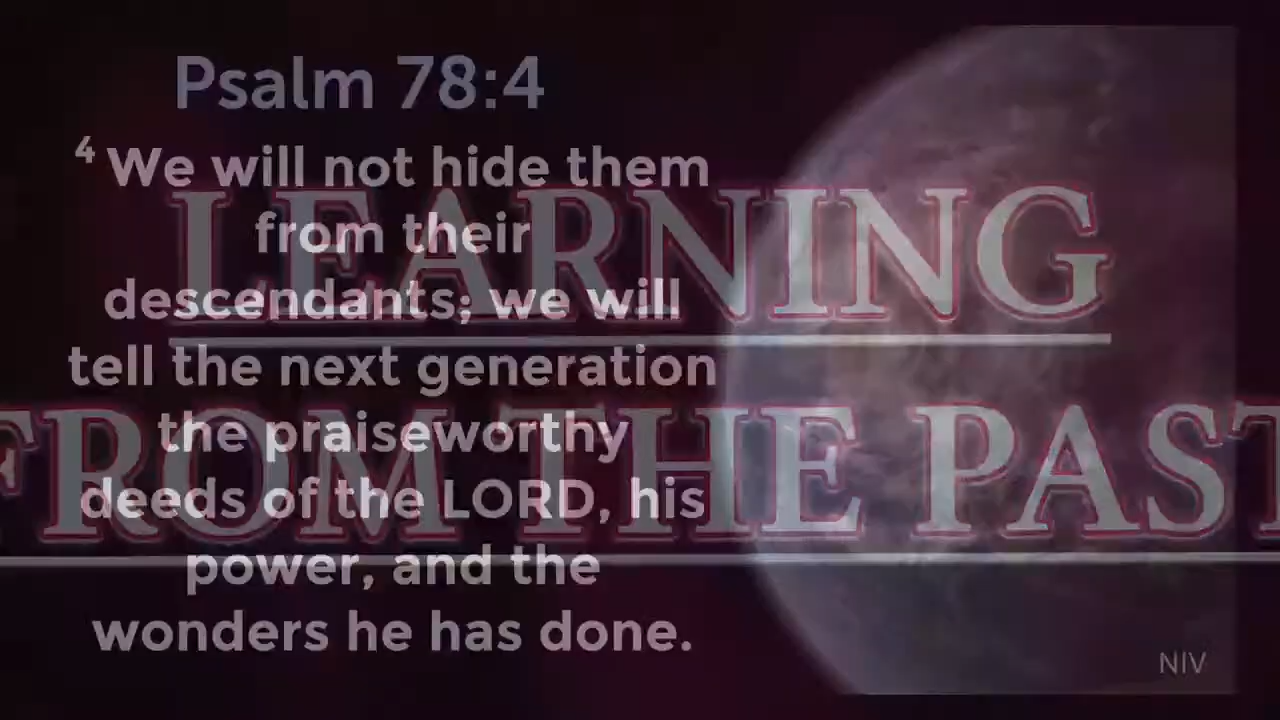 Psalm 78:4
4 We will not hide them
from their
descendants; we will
tell the next generation
the praiseworthy
deeds of the LORD, his
power, and the
wonders he has done.
LEARNING
FROM THE PAST
NIV